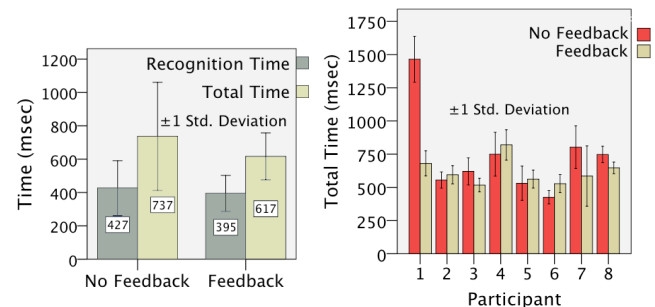 1200
1000
800
600
400
200
0
Time (msec)
Recognition Time
Total Time
±1 Std. Deviation
427
737
395
617
No Feedback
Feedback
1750
1500
1250
1000
750
500
250
0
Total Time (msec)
No Feedback
Feedback
±1 Std. Deviation
1 2 3 4 5 6 7 8
Participant